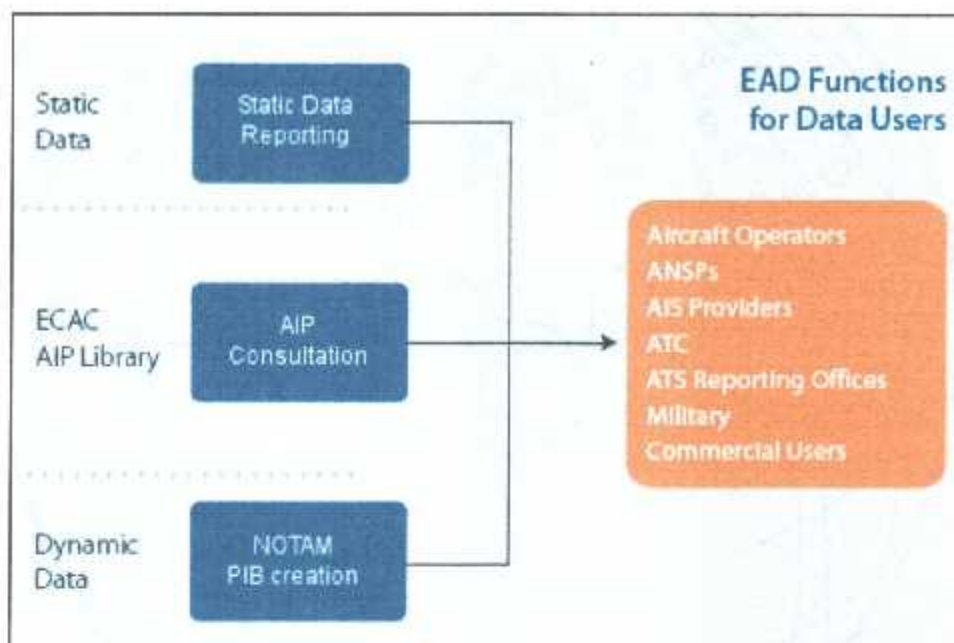 EAD Functions
for Data Users
Static
Data
Static Data
Reporting
ECAC
AIP Library
AIP
Consultation
Dynamic
Data
NOTAM
PIB creation
Aircraft Operators
ANSPs
AIS Providers
ATC
ATS Reporting Offices
Military
Commercial Users